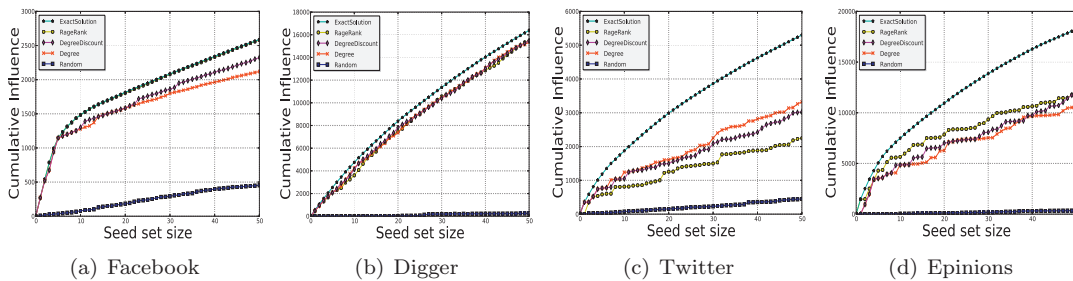 ExactSolution
RageRank
DegreeDiscount
Degree
Random
Cumulative Influence
3000
2500
2000
1500
1000
500
0
0 10 20 30 40 50
Seed set size
(a) Facebook
ExactSolution
RageRank
DegreeDiscount
Degree
Random
Cumulative Influence
18000
16000
14000
12000
10000
8000
6000
4000
2000
0
0 10 20 30 40 50
Seed set size
(b) Digger
ExactSolution
RageRank
DegreeDiscount
Degree
Random
Cumulative Influence
6000
5000
4000
3000
2000
1000
0
0 10 20 30 40 50
Seed set size
(c) Twitter
ExactSolution
RageRank
DegreeDiscount
Degree
Random
Cumulative Influence
20000
15000
10000
5000
0
0 10 20 30 40
Seed set size
(d) Epinions